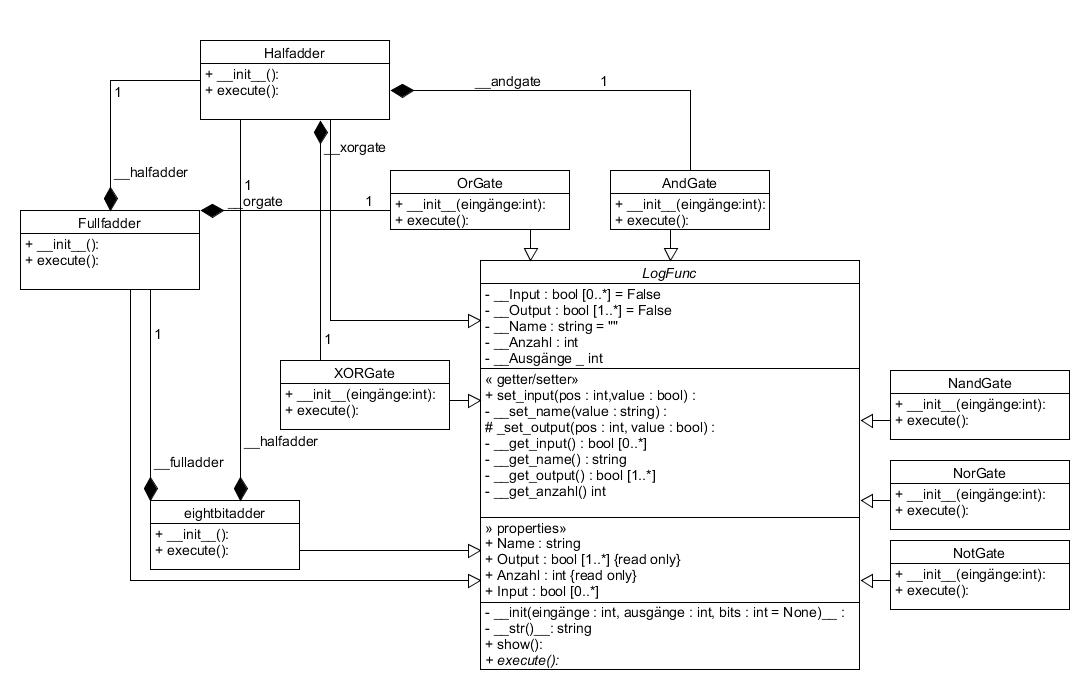 Halfadder
+ __init__():
+ execute():
__andgate
1
1
__xorgate
__halfadder
1
__orgate
1
OrGate
+ __init__(eingänge:int):
+ execute():
AndGate
+ __init__(eingänge:int):
+ execute():
Fullfadder
+ __init__():
+ execute():
LogFunc
- __Input : bool [0..*] = False
- __Output : bool [1..*] = False
- __Name : string = ""
- __Anzahl : int
- __Ausgänge _ int
« getter/setter»
+ set_input(pos : int,value : bool) :
- __set_name(value : string) :
# _set_output(pos : int, value : bool) :
- __get_input() : bool [0..*]
- __get_name() : string
- __get_output() : bool [1..*]
- __get_anzahl() int
» properties»
+ Name : string
+ Output : bool [1..*] {read only}
+ Anzahl : int {read only}
+ Input : bool [0..*]
- __init(eingänge : int, ausgänge : int, bits : int = None)__ :
- __str()__: string
+ show():
+ execute():
1
1
XORGate
+ __init__(eingänge:int):
+ execute():
__halfadder
__fulladder
eightbitadder
+ __init__():
+ execute():
NandGate
+ __init__(eingänge:int):
+ execute():
NorGate
+ __init__(eingänge:int):
+ execute():
NotGate
+ __init__(eingänge:int):
+ execute():